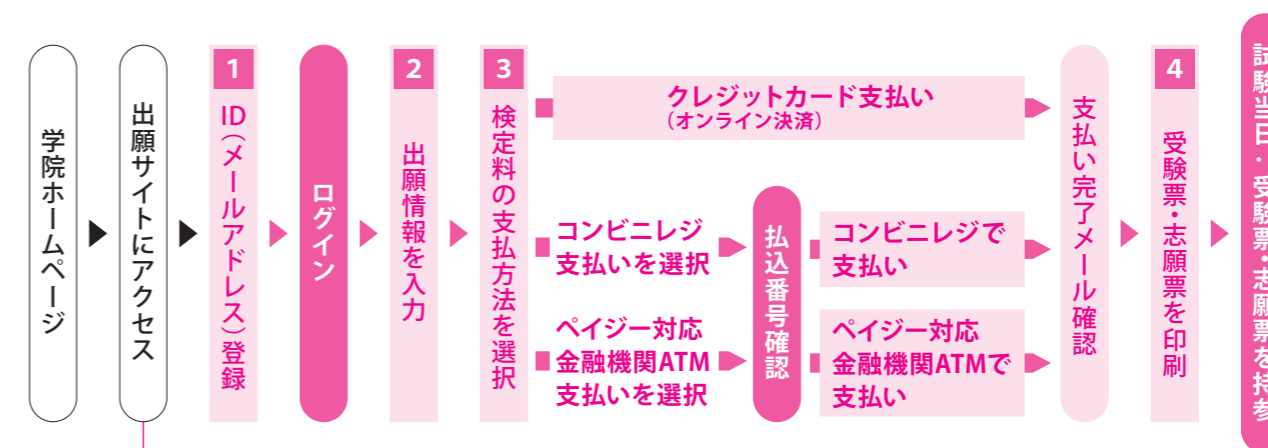 学院ホームページ
出願サイトにアクセス
1
ID（メールアドレス）登録
ログイン
2
出願情報を入力
3
検定料の支払方法を選択
クレジットカード支払い
（オンライン決済）
コンビニレジ
支払いを選択
ペイジー対応
金融機関ATM
支払いを選択
払込番号確認
コンビニレジで
支払い
ペイジー対応
金融機関ATMで
支払い
支払い完了メール確認
4
受験票・志願票を印刷
試験当日・受験票・志願票を持参